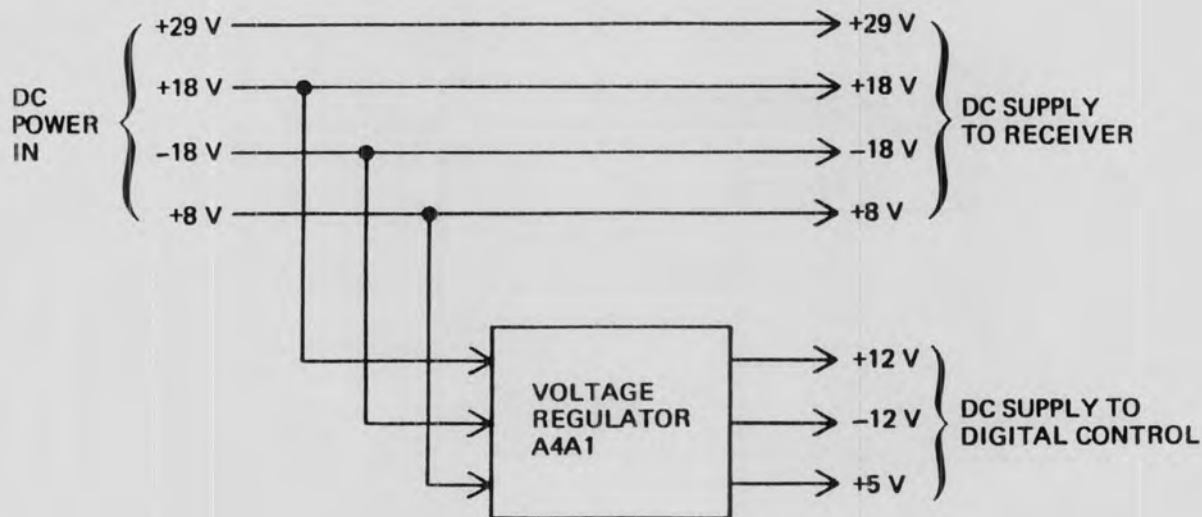 +29 V
+29 V
+18 V
+18 V
DC
POWER
IN
DC SUPPLY
TO RECEIVER
−18 V
−18 V
+8 V
+8 V
VOLTAGE
REGULATOR
A4A1
+12 V
−12 V
+5 V
DC SUPPLY TO
DIGITAL CONTROL